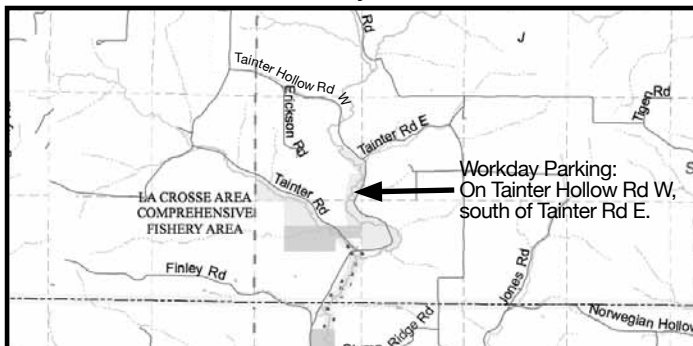 Rd
J
Tainter Hollow Rd W
Erickson Rd
Tigen Rd
Tainter Rd E
Workday Parking:
On Tainter Hollow Rd W,
south of Tainter Rd E.
S
Tainter Rd
LA CROSSE AREA
COMPREHENSIVE
FISHERY AREA
Finley Rd
Jones Rd
Norwegian Hollow
Ridge Rd